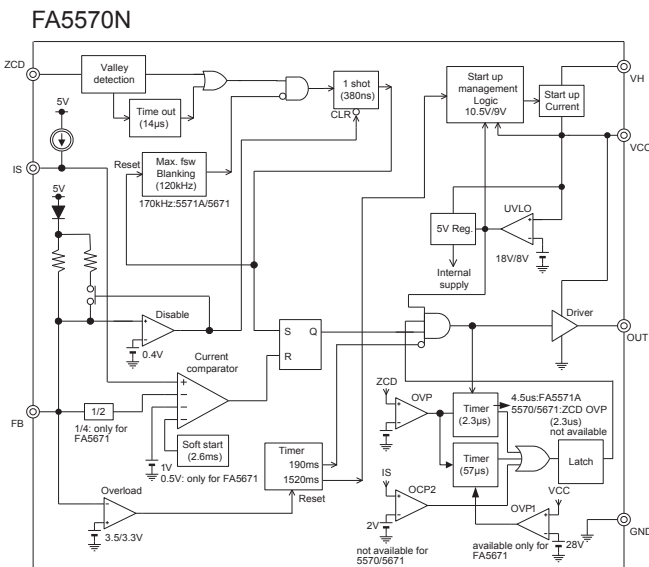 FA5570N
ZCD
Valley
detection
Time out
(14μs)
1 shot
(380ns)
CLR
Start up
management
Logic
10.5V/9V
Start up
Current
VH
VCC
5V
IS
Reset
Max. fsw
Blanking
(120kHz)
170kHz:5571A/5671
5V
5V Reg.
UVLO
18V/8V
Internal
supply
Disable
0.4V
S
Q
R
Driver
OUT
Current
comparator
FB
1/2
1/4: only for
FA5671
Soft start
(2.6ms)
1V
0.5V: only for FA5671
Timer
190ms
1520ms
Reset
Overload
3.5/3.3V
ZCD
OVP
Timer
(2.3μs)
4.5us:FA5571A
5570/5671:ZCD OVP
(2.3us)
not available
Timer
(57μs)
Latch
IS
OCP2
2V
not available for
5570/5671
VCC
OVP1
28V
available only for
FA5671
GND